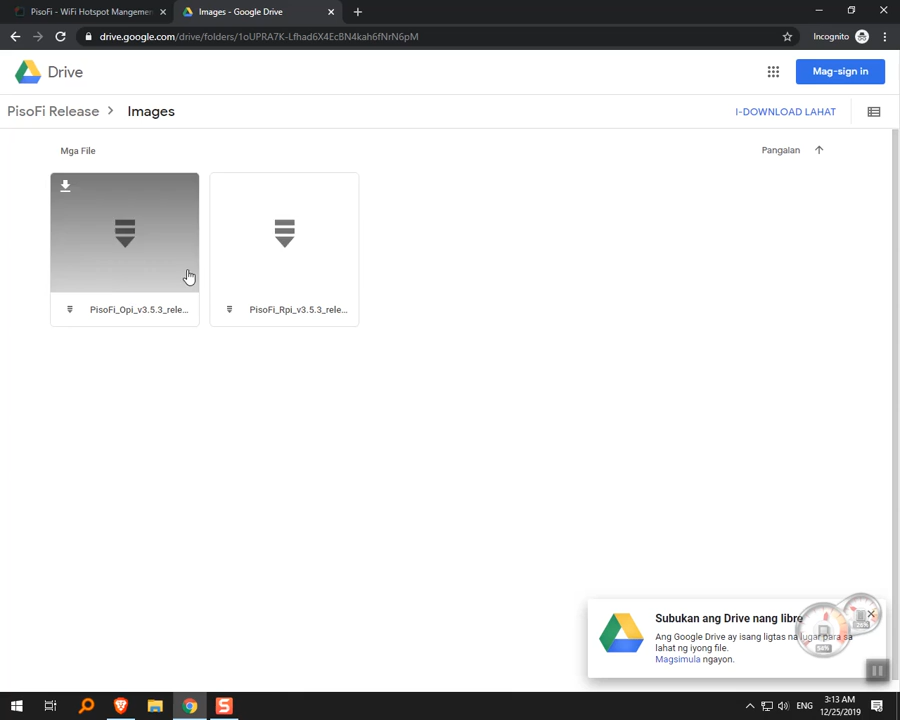 PisoFi - WiFi Hotspot Mangemen
Images - Google Drive
drive.google.com/drive/folders/1oUPRA7K-Lfhad6X4EcBN4kah6fNrN6pM
Incognito
Drive
Mag-sign in
PisoFi Release > Images
I-DOWNLOAD LAHAT
Mga File
Pangalan
PisoFi_Opi_v3.5.3_rele...
PisoFi_Rpi_v3.5.3_rele...
Subukan ang Drive nang libre
Ang Google Drive ay isang ligtas na lugar para sa
lahat ng iyong file.
Magsimula ngayon.
54%
ENG
3:13 AM
12/25/2019